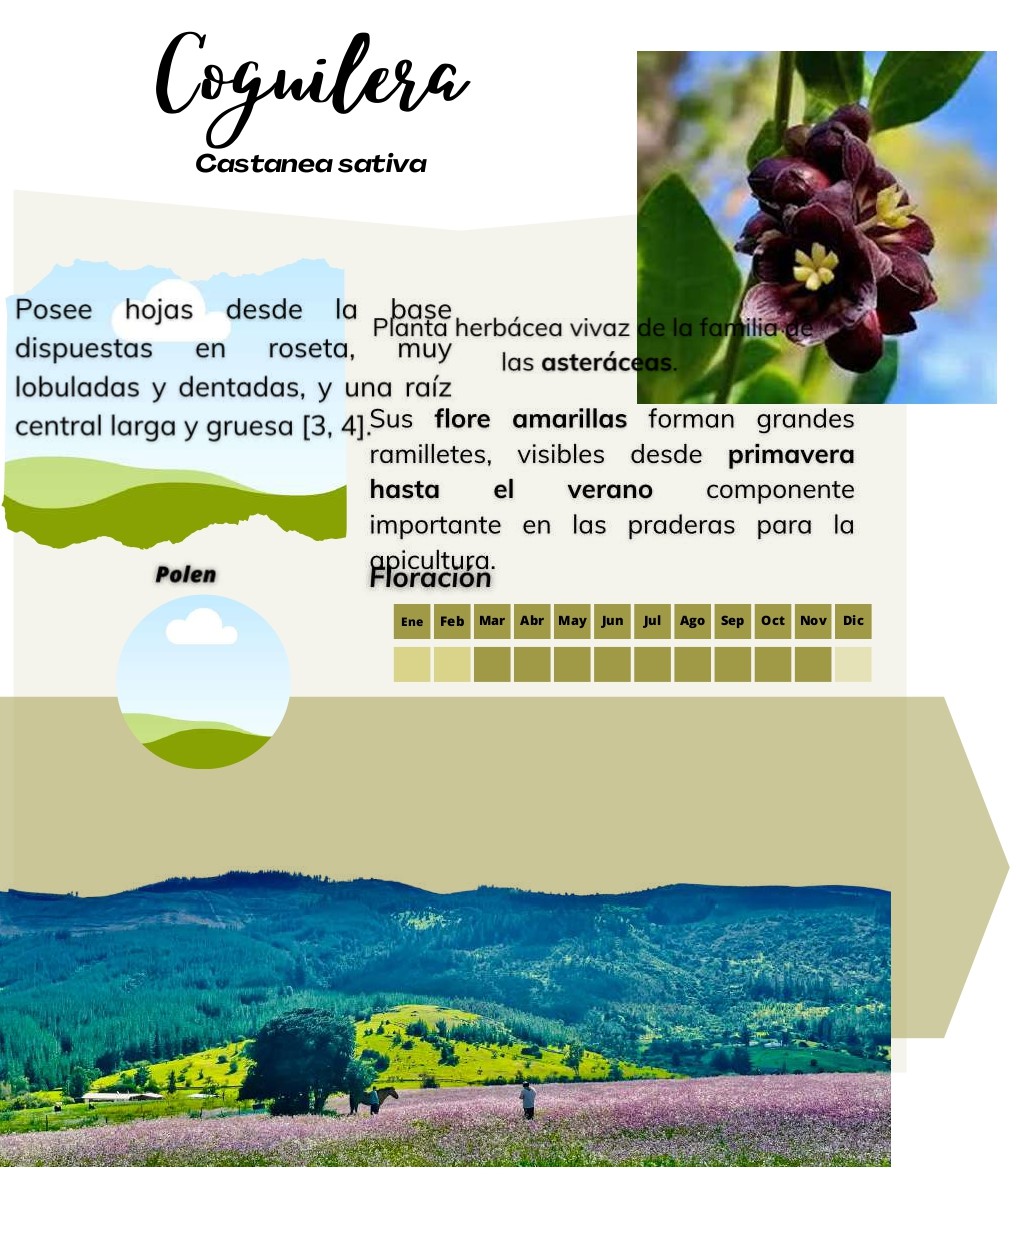 Coguilera
Castanea sativa
Posee hojas desde la base
dispuestas en roseta, muy
lobuladas y dentadas, y una raíz
central larga y gruesa [3, 4].
Planta herbácea vivaz de la familia de
las asteráceas.
Sus flore amarillas forman grandes
ramilletes, visibles desde primavera
hasta el verano componente
importante en las praderas para la
apicultura.
Polen
Floración
Ene Feb Mar Abr May Jun Jul Ago Sep Oct Nov Dic